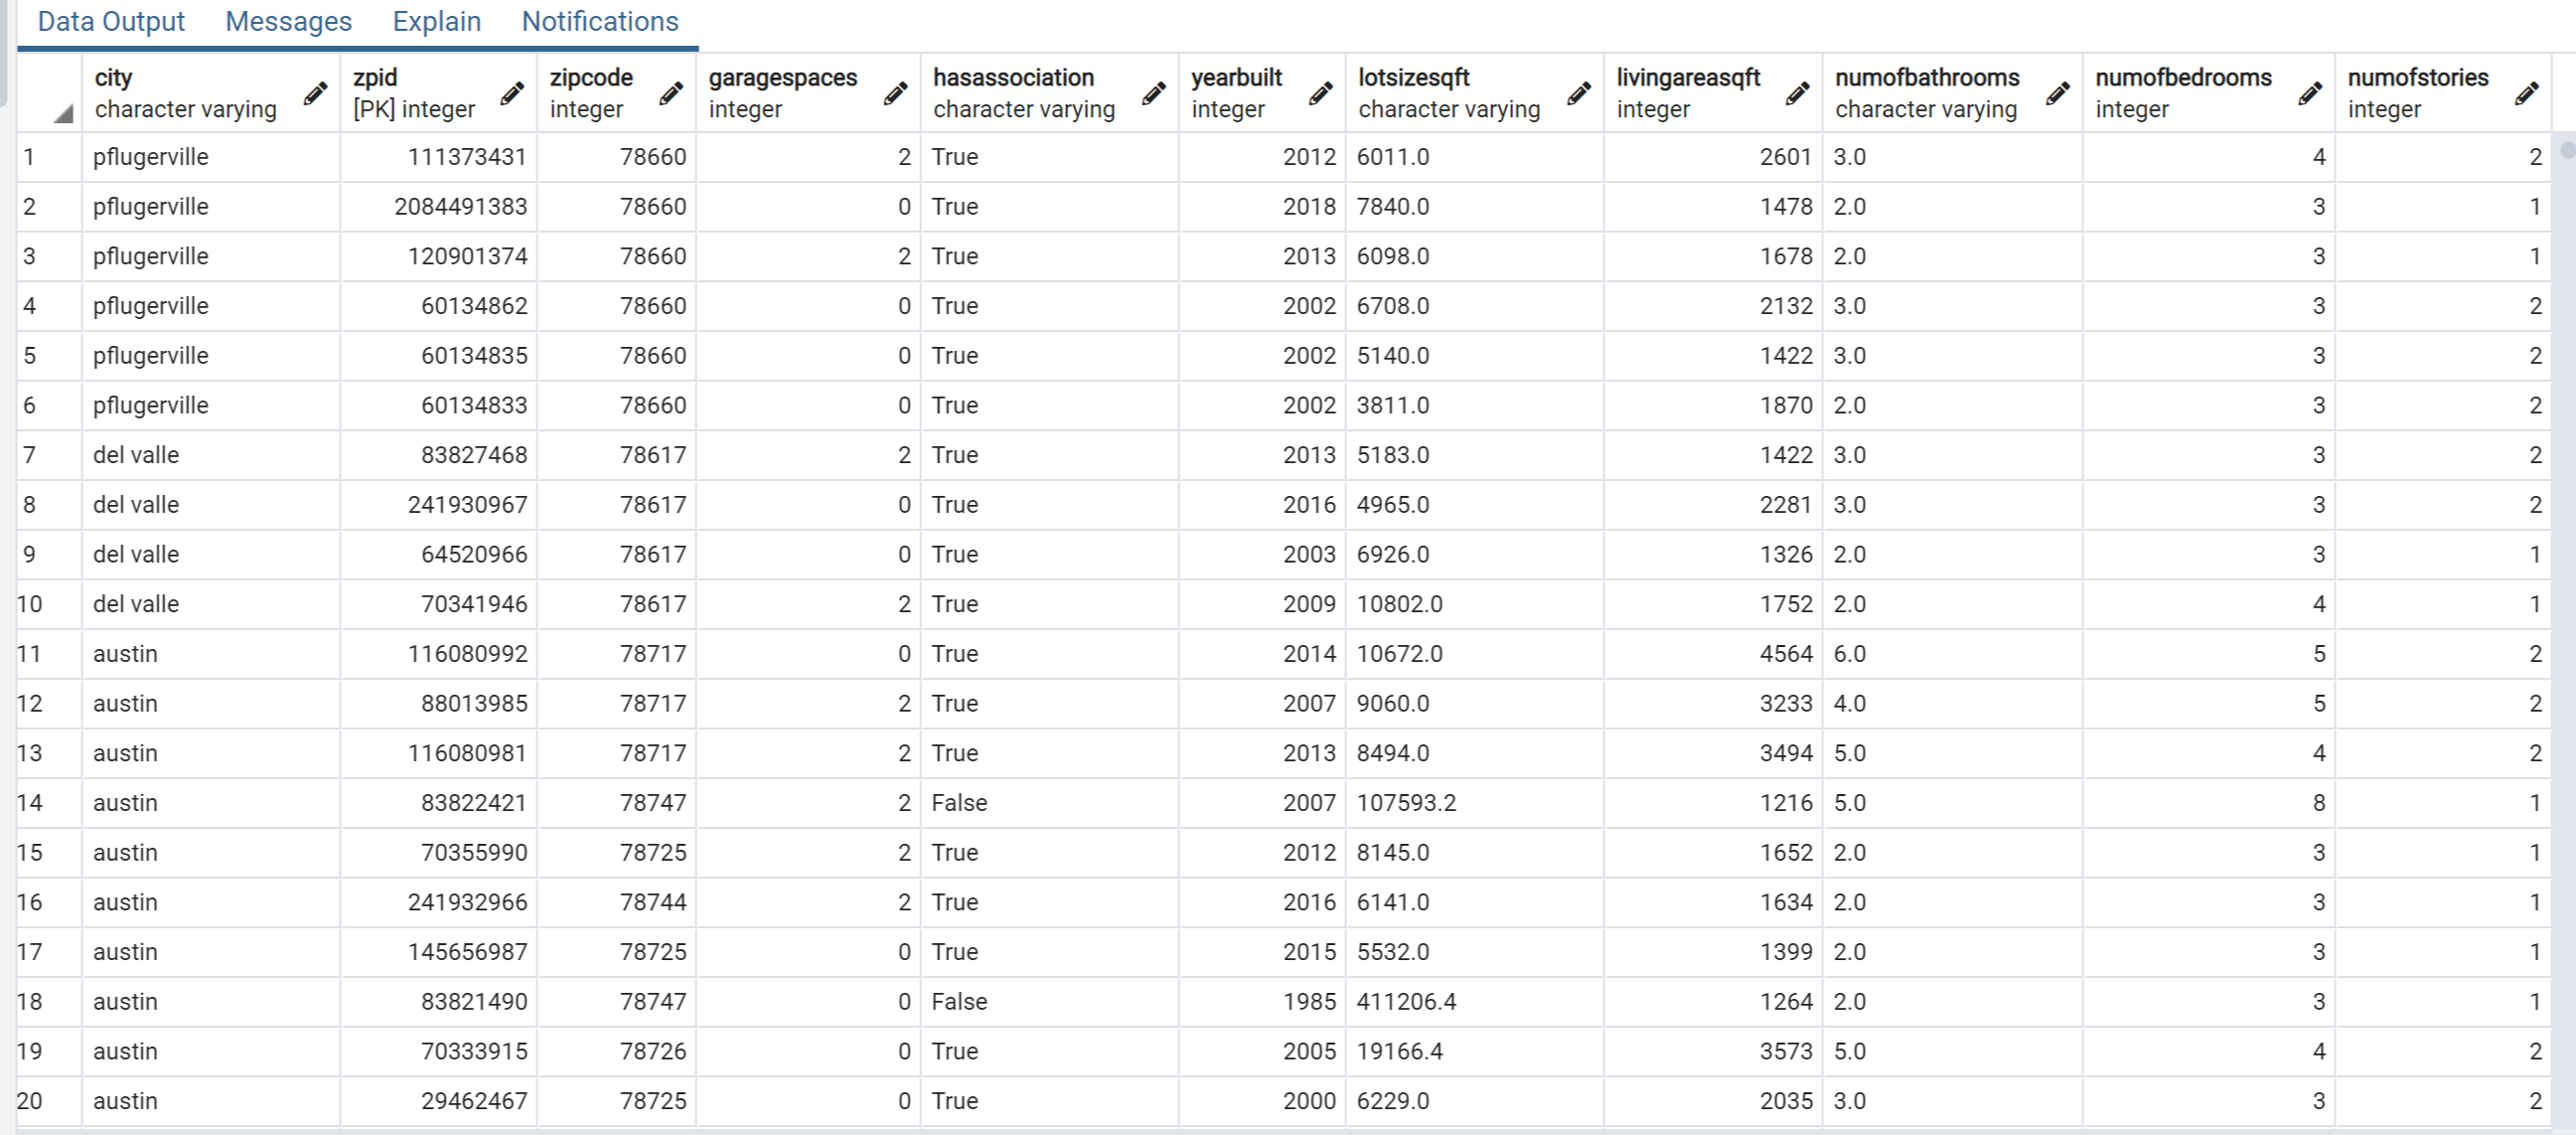 Data Output Messages Explain Notifications
city zpid zipcode garagespaces hasassociation yearbuilt lotsizesqft livingareasqft numofbathrooms numofbedrooms numofstories
character varying [PK] integer integer integer character varying integer character varying integer character varying integer integer
1 pflugerville 111373431 78660 2 True 2012 6011.0 2601 3.0 4 2
2 pflugerville 2084491383 78660 0 True 2018 7840.0 1478 2.0 3 1
3 pflugerville 120901374 78660 2 True 2013 6098.0 1678 2.0 3 1
4 pflugerville 60134862 78660 0 True 2002 6708.0 2132 3.0 3 2
5 pflugerville 60134835 78660 0 True 2002 5140.0 1422 3.0 3 2
6 pflugerville 60134833 78660 0 True 2002 3811.0 1870 2.0 3 2
7 del valle 83827468 78617 2 True 2013 5183.0 1422 3.0 3 2
8 del valle 241930967 78617 0 True 2016 4965.0 2281 3.0 3 2
9 del valle 64520966 78617 0 True 2003 6926.0 1326 2.0 3 1
10 del valle 70341946 78617 2 True 2009 10802.0 1752 2.0 4 1
11 austin 116080992 78717 0 True 2014 10672.0 4564 6.0 5 2
12 austin 88013985 78717 2 True 2007 9060.0 3233 4.0 5 2
13 austin 116080981 78717 2 True 2013 8494.0 3494 5.0 4 2
14 austin 83822421 78747 2 False 2007 107593.2 1216 5.0 8 1
15 austin 70355990 78725 2 True 2012 8145.0 1652 2.0 3 1
16 austin 241932966 78744 2 True 2016 6141.0 1634 2.0 3 1
17 austin 145656987 78725 0 True 2015 5532.0 1399 2.0 3 1
18 austin 83821490 78747 0 False 1985 411206.4 1264 2.0 3 1
19 austin 70333915 78726 0 True 2005 19166.4 3573 5.0 4 2
20 austin 29462467 78725 0 True 2000 6229.0 2035 3.0 3 2